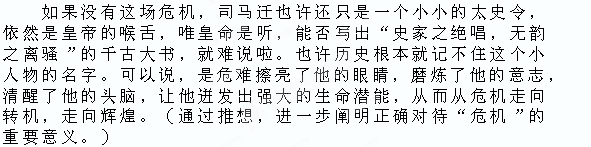 如果没有这场危机，司马迁也许还只是一个小小的太史令，
依然是皇帝的喉舌，唯皇命是听，能否写出“史家之绝唱，无韵
之离骚”的千古大书，就难说啦。也许历史根本就记不住这个小
人物的名字。可以说，是危难擦亮了他的眼睛，磨炼了他的意志，
清醒了他的头脑，让他迸发出强大的生命潜能，从而从危机走向
转机，走向辉煌。（通过推想，进一步阐明正确对待“危机”的
重要意义。）